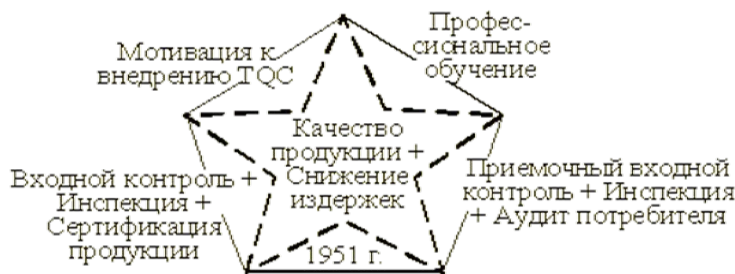 Мотивация к
внедрению TQC
Профес-
сиональное
обучение
Качество
продукции +
Снижение
издержек
Входной контроль +
Инспекция +
Сертификация
продукции
Приемочный входной
контроль + Инспекция
+ Аудит потребителя
1951 г.